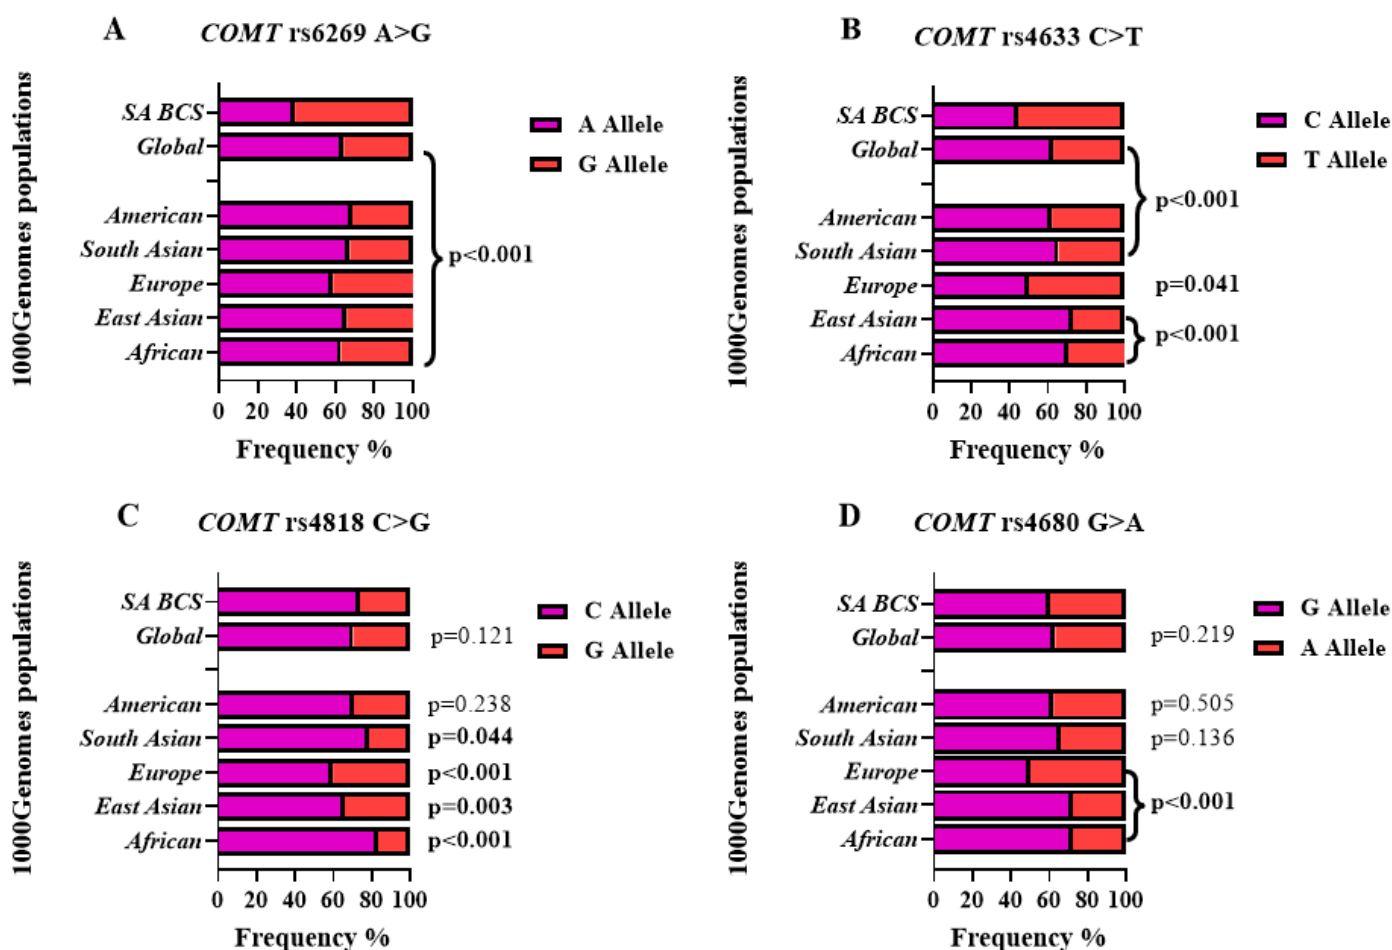 A
COMT rs6269 A>G
1000Genomes populations
SA BCS
Global
American
South Asian
Europe
East Asian
African
0 20 40 60 80 100
Frequency %
A Allele
G Allele
p<0.001
B
COMT rs4633 C>T
1000Genomes populations
SA BCS
Global
American
South Asian
Europe
East Asian
African
0 20 40 60 80 100
Frequency %
C Allele
T Allele
p<0.001
p=0.041
p<0.001
C
COMT rs4818 C>G
1000Genomes populations
SA BCS
Global
American
South Asian
Europe
East Asian
African
0 20 40 60 80 100
Frequency %
C Allele
G Allele
p=0.121
p=0.238
p=0.044
p<0.001
p=0.003
p<0.001
D
COMT rs4680 G>A
1000Genomes populations
SA BCS
Global
American
South Asian
Europe
East Asian
African
0 20 40 60 80 100
Frequency %
G Allele
A Allele
p=0.219
p=0.505
p=0.136
p<0.001